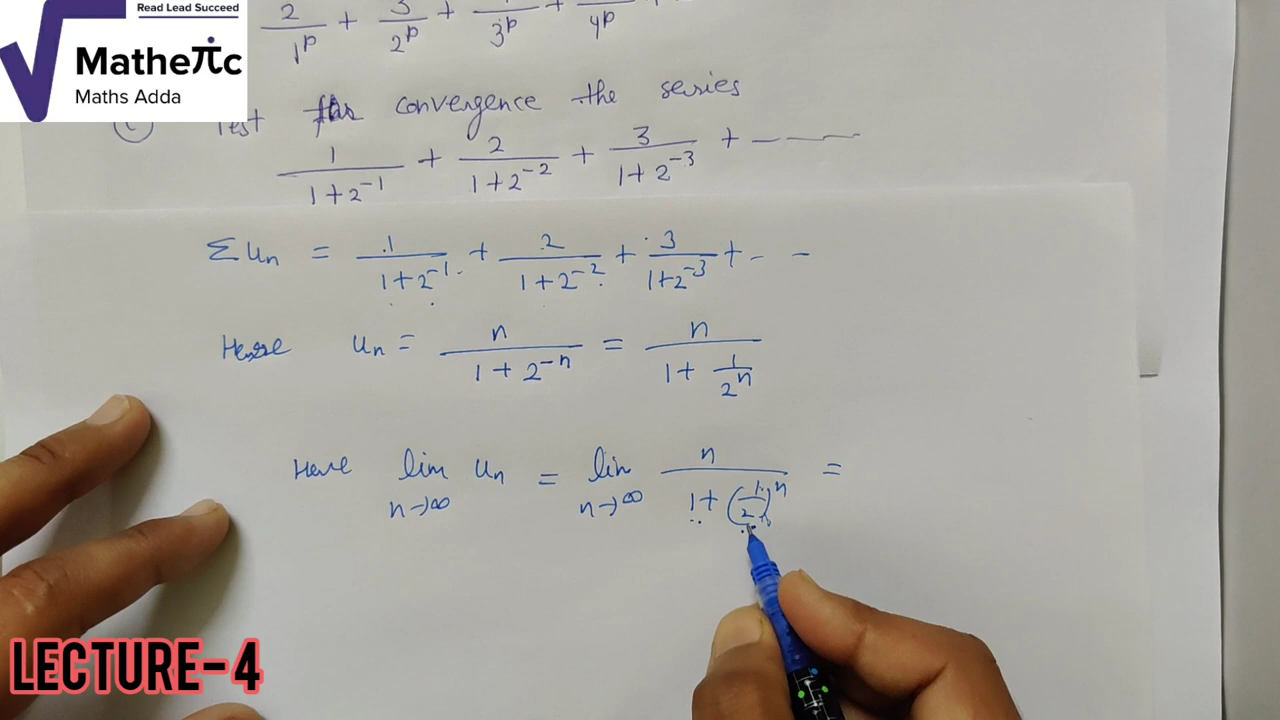 Read Lead Succeed
Matheπc
Maths Adda
2/1^p + 3/2^p + /3^p + /4^p
Test for convergence the series
1/(1+2^-1) + 2/(1+2^-2) + 3/(1+2^-3) + -----
Σun = 1/(1+2^-1) + 2/(1+2^-2) + 3/(1+2^-3) + - -
Here un = n/(1+2^-n) = n/(1+1/2^n)
Here lim n→∞ un = lim n→∞ n/(1+(1/2)^n) =
LECTURE-4